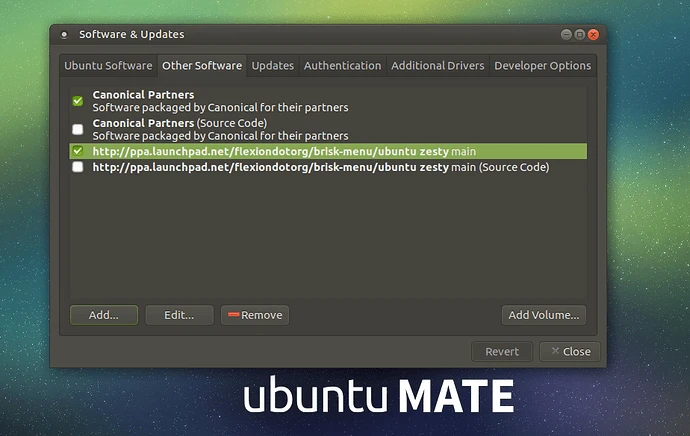 Software & Updates
Ubuntu Software Other Software Updates Authentication Additional Drivers Developer Options
Canonical Partners
Software packaged by Canonical for their partners
Canonical Partners (Source Code)
Software packaged by Canonical for their partners
http://ppa.launchpad.net/flexiondotorg/brisk-menu/ubuntu zesty main
http://ppa.launchpad.net/flexiondotorg/brisk-menu/ubuntu zesty main (Source Code)
Add... Edit... Remove Add Volume...
Revert Close
ubuntu MATE